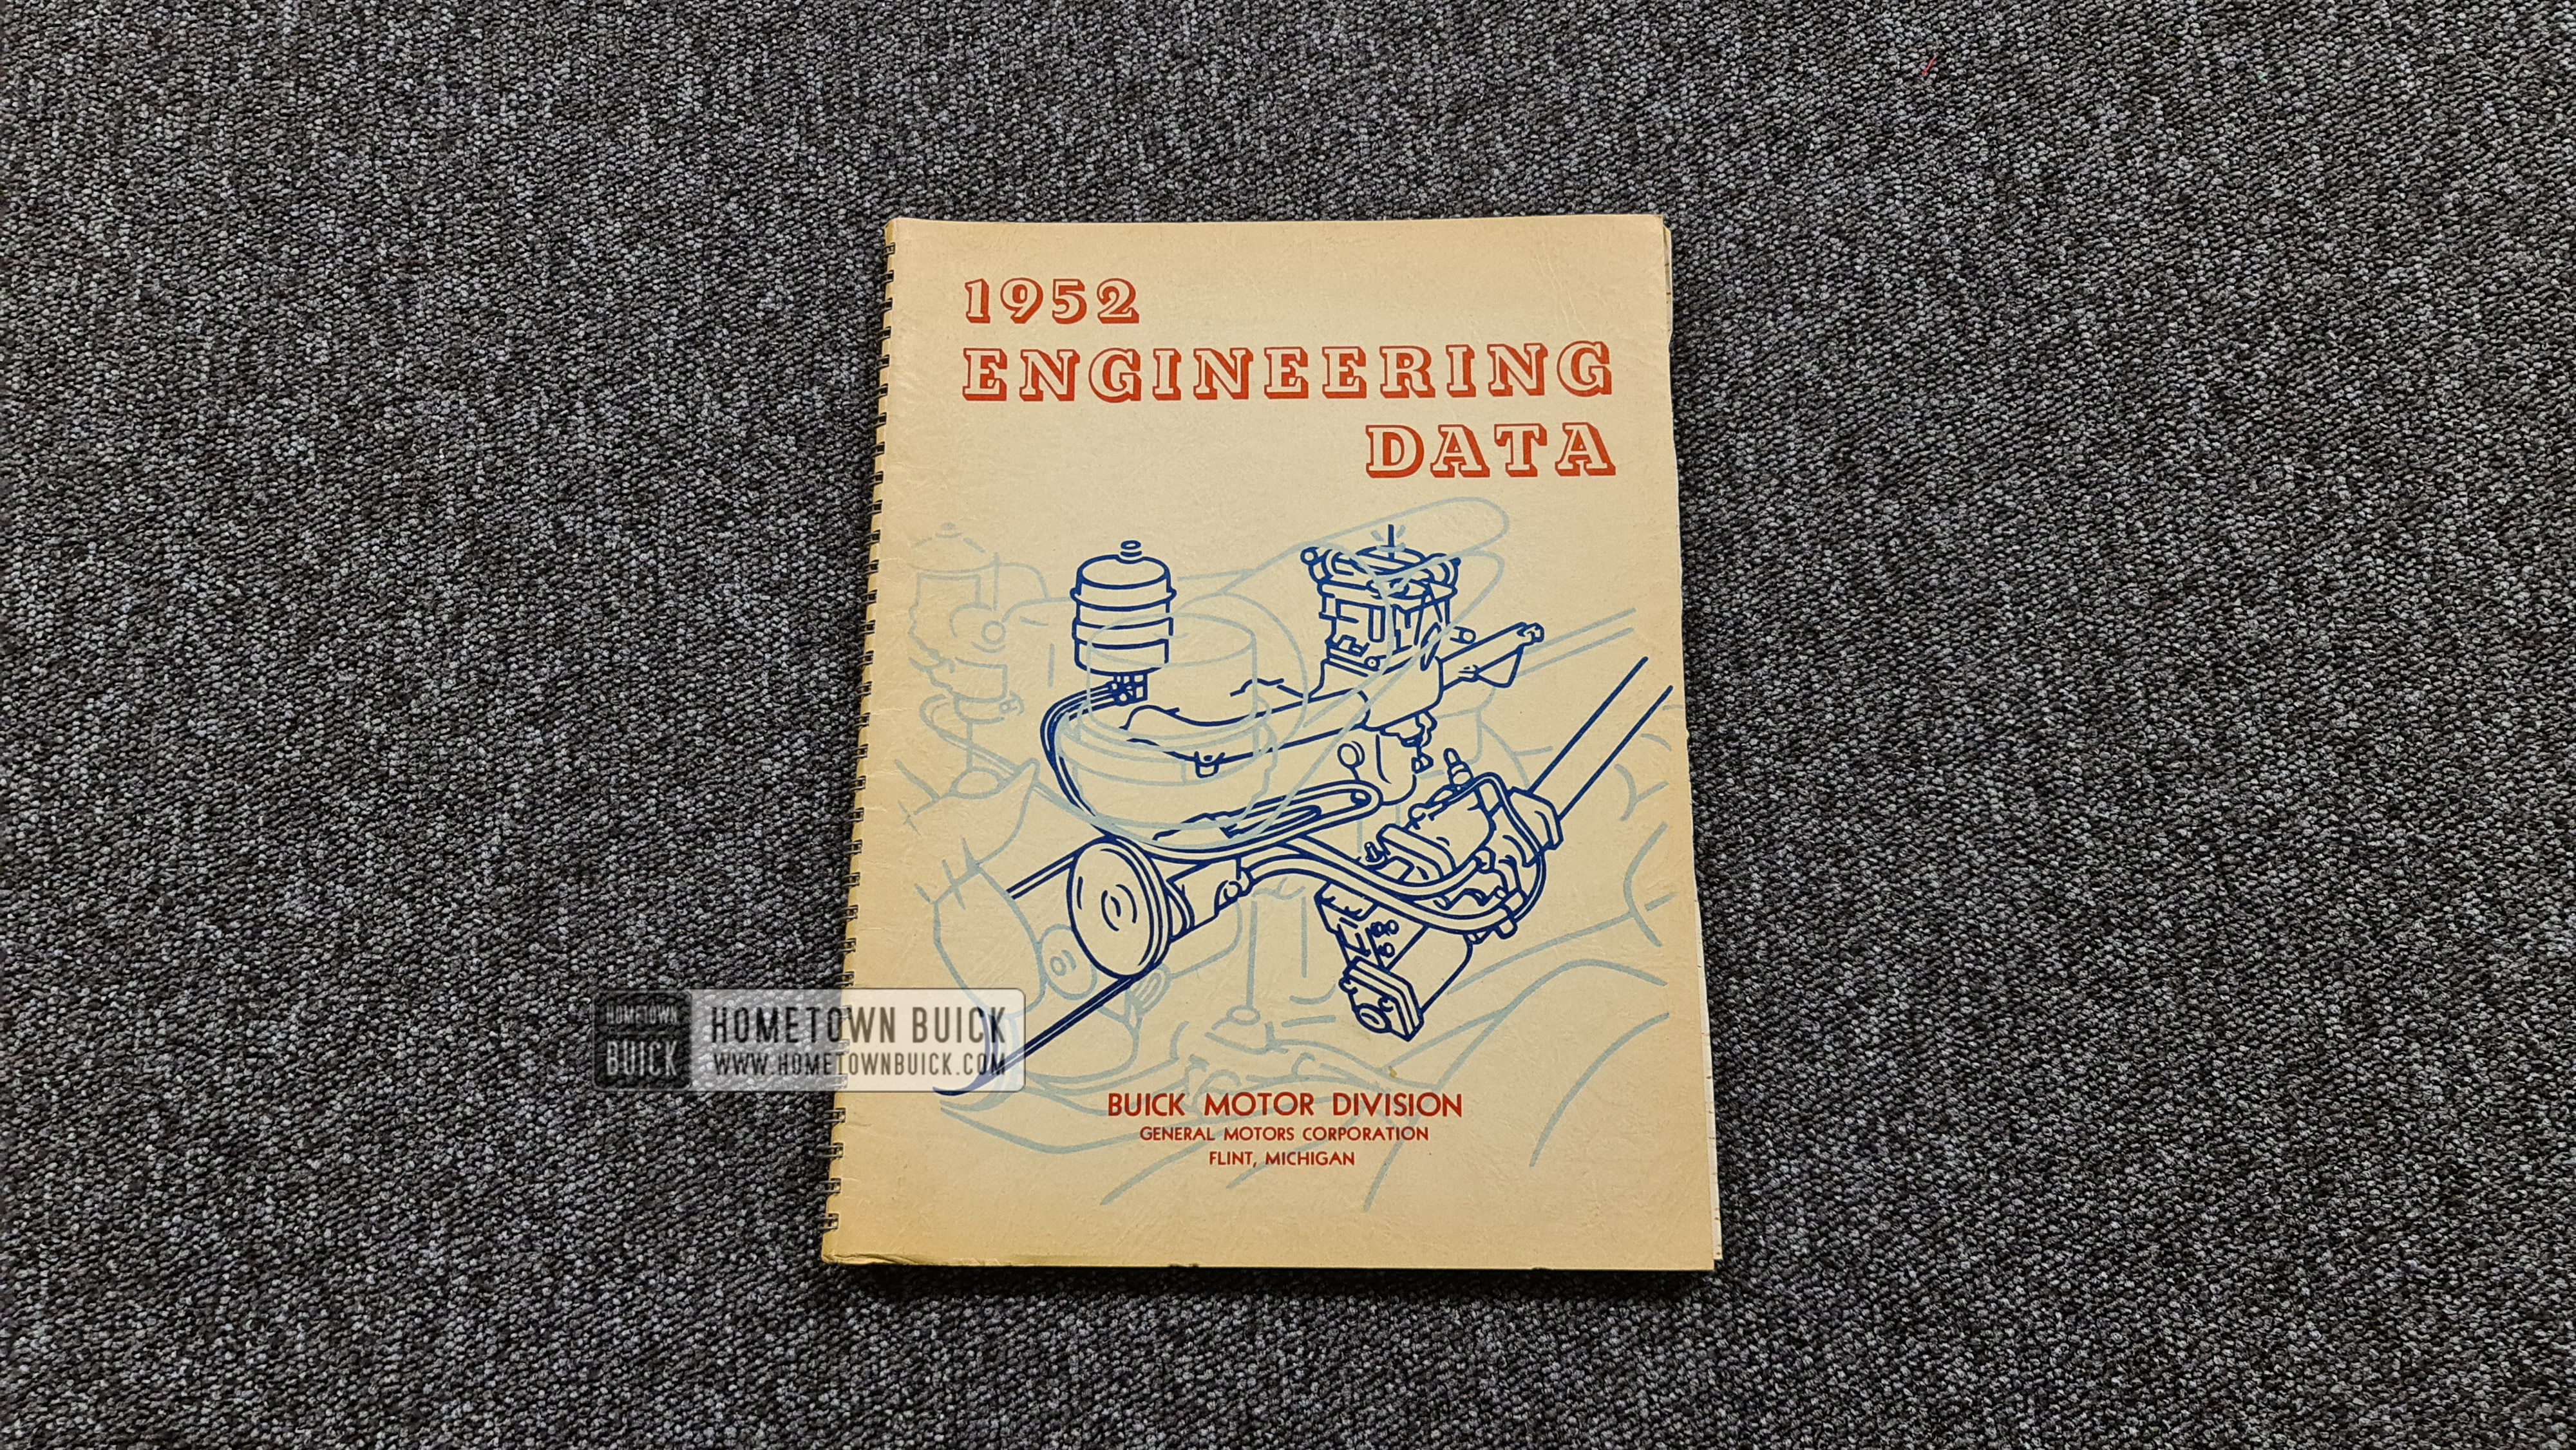 1952
ENGINEERING
DATA
HOMETOWN
BUICK
HOMETOWN BUICK
WWW.HOMETOWNBUICK.COM
BUICK MOTOR DIVISION
GENERAL MOTORS CORPORATION
FLINT, MICHIGAN